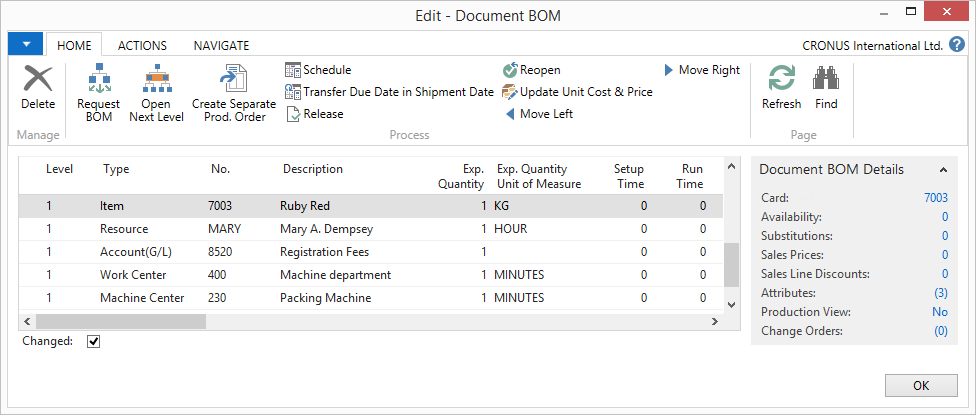 Edit - Document BOM
HOME ACTIONS NAVIGATE CRONUS International Ltd. ?
Delete
Manage
Request BOM
Open Next Level
Create Separate Prod. Order
Schedule
Transfer Due Date in Shipment Date
Release
Reopen
Update Unit Cost & Price
Move Left
Move Right
Process
Refresh
Find
Page
Level Type No. Description Exp. Quantity Exp. Quantity Unit of Measure Setup Time Run Time
1 Item 7003 Ruby Red 1 KG 0 0
1 Resource MARY Mary A. Dempsey 1 HOUR 0 0
1 Account(G/L) 8520 Registration Fees 1 0 0
1 Work Center 400 Machine department 1 MINUTES 0 0
1 Machine Center 230 Packing Machine 1 MINUTES 0 0
Changed:
Document BOM Details
Card: 7003
Availability: 0
Substitutions: 0
Sales Prices: 0
Sales Line Discounts: 0
Attributes: (3)
Production View: No
Change Orders: (0)
OK